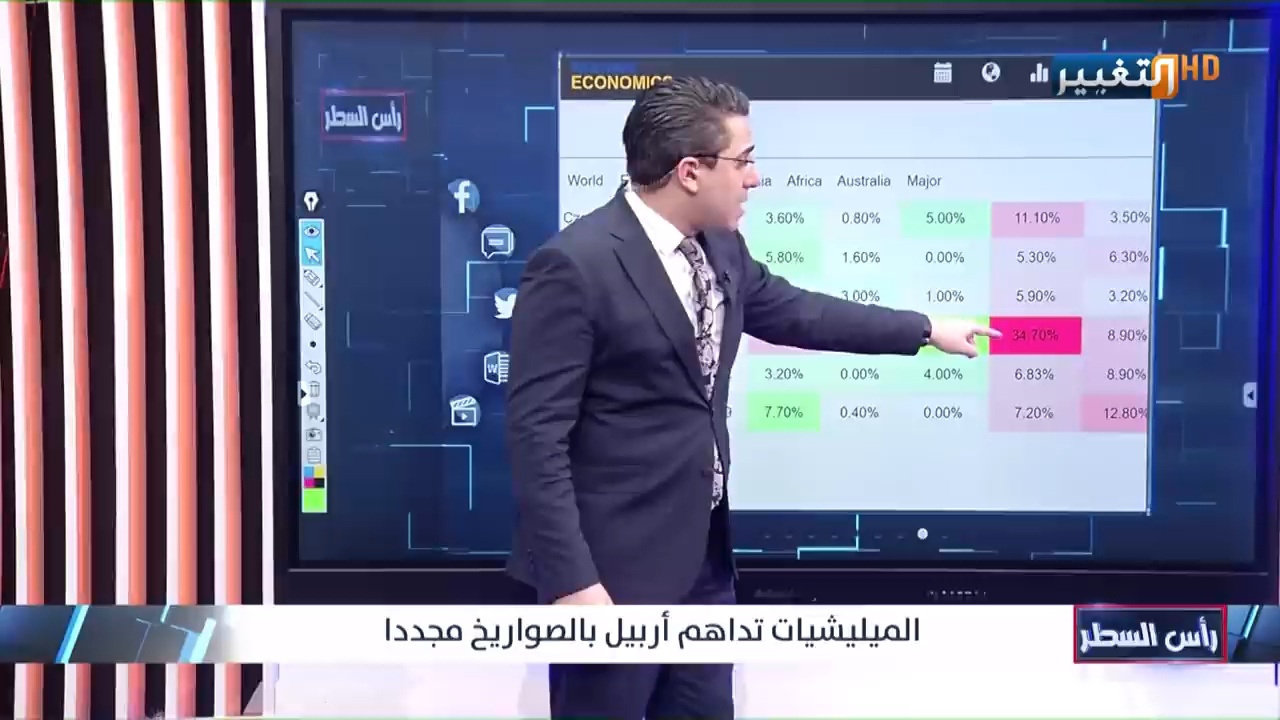 التغيير HD
ECONOMICS
رأس السطر
World
Africa Australia Major
3.60% 0.80% 5.00% 11.10% 3.50%
5.80% 1.60% 0.00% 5.30% 6.30%
3.00% 1.00% 5.90% 3.20%
34.70% 8.90%
3.20% 0.00% 4.00% 6.83% 8.90%
7.70% 0.40% 0.00% 7.20% 12.80%
الميليشيات تداهم أربيل بالصواريخ مجددا
رأس السطر